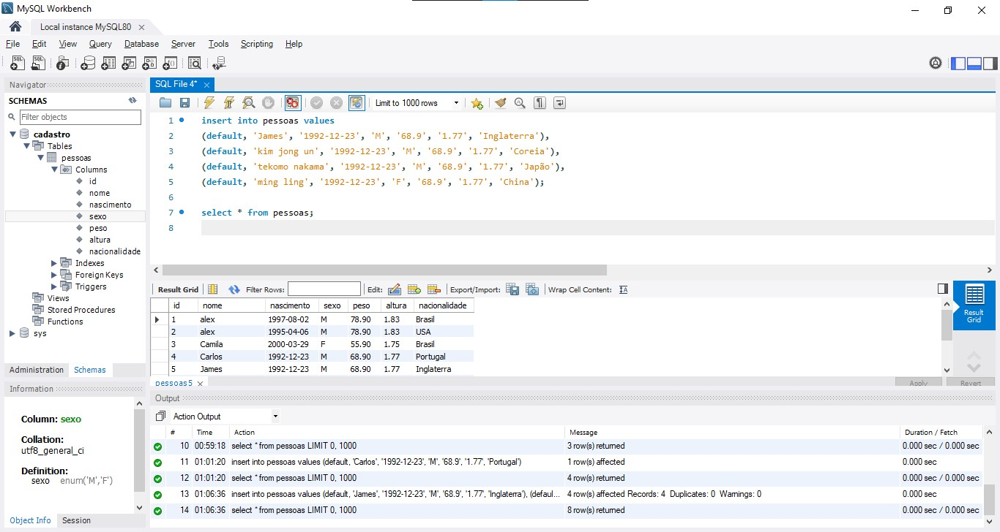 MySQL Workbench
Local instance MySQL80
File Edit View Query Database Server Tools Scripting Help
Navigator
SCHEMAS
Filter objects
cadastro
Tables
pessoas
Columns
id
nome
nascimento
sexo
peso
altura
nacionalidade
Indexes
Foreign Keys
Triggers
Views
Stored Procedures
Functions
sys
Administration Schemas
Information
Column: sexo
Collation:
utf8_general_ci
Definition:
sexo enum('M','F')
Object Info Session
SQL File 4*
Limit to 1000 rows
1 insert into pessoas values
2 (default, 'James', '1992-12-23', 'M', '68.9', '1.77', 'Inglaterra'),
3 (default, 'kim jong un', '1992-12-23', 'M', '68.9', '1.77', 'Coreia'),
4 (default, 'tekomo nakama', '1992-12-23', 'M', '68.9', '1.77', 'Japão'),
5 (default, 'ming ling', '1992-12-23', 'F', '68.9', '1.77', 'China');
6
7 select * from pessoas;
8
Result Grid Filter Rows: Edit: Export/Import: Wrap Cell Content:
id nome nascimento sexo peso altura nacionalidade
1 alex 1997-08-02 M 78.90 1.83 Brasil
2 alex 1995-04-06 M 78.90 1.83 USA
3 Camila 2000-03-29 F 55.90 1.75 Brasil
4 Carlos 1992-12-23 M 68.90 1.77 Portugal
5 James 1992-12-23 M 68.90 1.77 Inglaterra
Result
Grid
pessoas5
Apply Revert
Output
Action Output
# Time Action Message Duration / Fetch
10 00:59:18 select * from pessoas LIMIT 0, 1000 3 row(s) returned 0.000 sec / 0.000 sec
11 01:01:20 insert into pessoas values (default, 'Carlos', '1992-12-23', 'M', '68.9', '1.77', 'Portugal') 1 row(s) affected 0.000 sec
12 01:01:20 select * from pessoas LIMIT 0, 1000 4 row(s) returned 0.000 sec / 0.000 sec
13 01:06:36 insert into pessoas values (default, 'James', '1992-12-23', 'M', '68.9', '1.77', 'Inglaterra'), (defaul... 4 row(s) affected Records: 4 Duplicates: 0 Warnings: 0 0.000 sec
14 01:06:36 select * from pessoas LIMIT 0, 1000 8 row(s) returned 0.000 sec / 0.000 sec